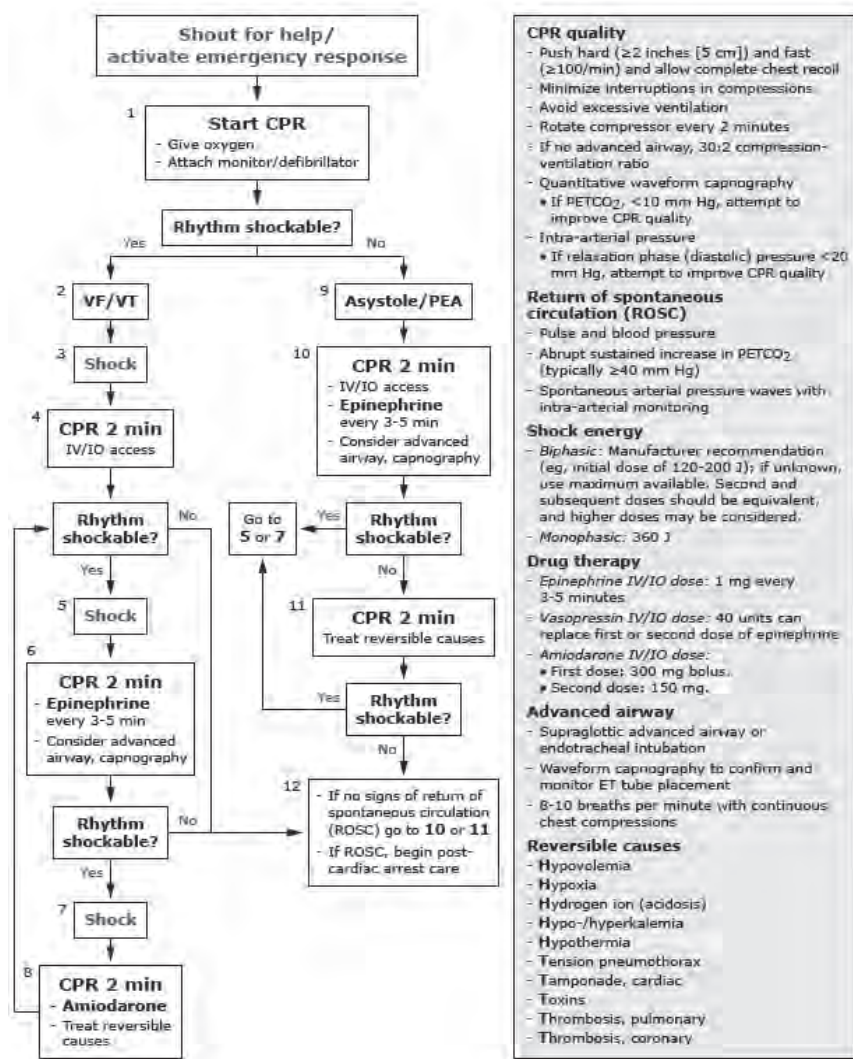 Shout for help/
activate emergency response
1
Start CPR
- Give oxygen
- Attach monitor/defibrillator
Rhythm shockable?
Yes
No
2
VF/VT
3
Shock
4
CPR 2 min
IV/IO access
Rhythm
shockable?
No
Yes
5
Shock
6
CPR 2 min
- Epinephrine
every 3-5 min
- Consider advanced
airway, capnography
Rhythm
shockable?
No
Yes
7
Shock
8
CPR 2 min
- Amiodarone
- Treat reversible
causes
9
Asystole/PEA
10
CPR 2 min
- IV/IO access
- Epinephrine
every 3-5 min
- Consider advanced
airway, capnography
Rhythm
shockable?
Yes
Go to
5 or 7
No
11
CPR 2 min
Treat reversible causes
Rhythm
shockable?
Yes
No
12
- If no signs of return of
spontaneous circulation
(ROSC) go to 10 or 11
- If ROSC, begin post-
cardiac arrest care
CPR quality
- Push hard (≥2 inches [5 cm]) and fast
(≥100/min) and allow complete chest recoil
- Minimize interruptions in compressions
- Avoid excessive ventilation
- Rotate compressor every 2 minutes
- If no advanced airway, 30:2 compression-
ventilation ratio
- Quantitative waveform capnography
• If PETCO2, <10 mm Hg, attempt to
improve CPR quality
- Intra-arterial pressure
• If relaxation phase (diastolic) pressure <20
mm Hg, attempt to improve CPR quality
Return of spontaneous
circulation (ROSC)
- Pulse and blood pressure
- Abrupt sustained increase in PETCO2
(typically ≥40 mm Hg)
- Spontaneous arterial pressure waves with
intra-arterial monitoring
Shock energy
- Biphasic: Manufacturer recommendation
(eg, initial dose of 120-200 J); if unknown,
use maximum available. Second and
subsequent doses should be equivalent,
and higher doses may be considered.
- Monophasic: 360 J
Drug therapy
- Epinephrine IV/IO dose: 1 mg every
3-5 minutes
- Vasopressin IV/IO dose: 40 units can
replace first or second dose of epinephrine
- Amiodarone IV/IO dose:
• First dose: 300 mg bolus.
• Second dose: 150 mg.
Advanced airway
- Supraglottic advanced airway or
endotracheal intubation
- Waveform capnography to confirm and
monitor ET tube placement
- 8-10 breaths per minute with continuous
chest compressions
Reversible causes
- Hypovolemia
- Hypoxia
- Hydrogen ion (acidosis)
- Hypo-/hyperkalemia
- Hypothermia
- Tension pneumothorax
- Tamponade, cardiac
- Toxins
- Thrombosis, pulmonary
- Thrombosis, coronary